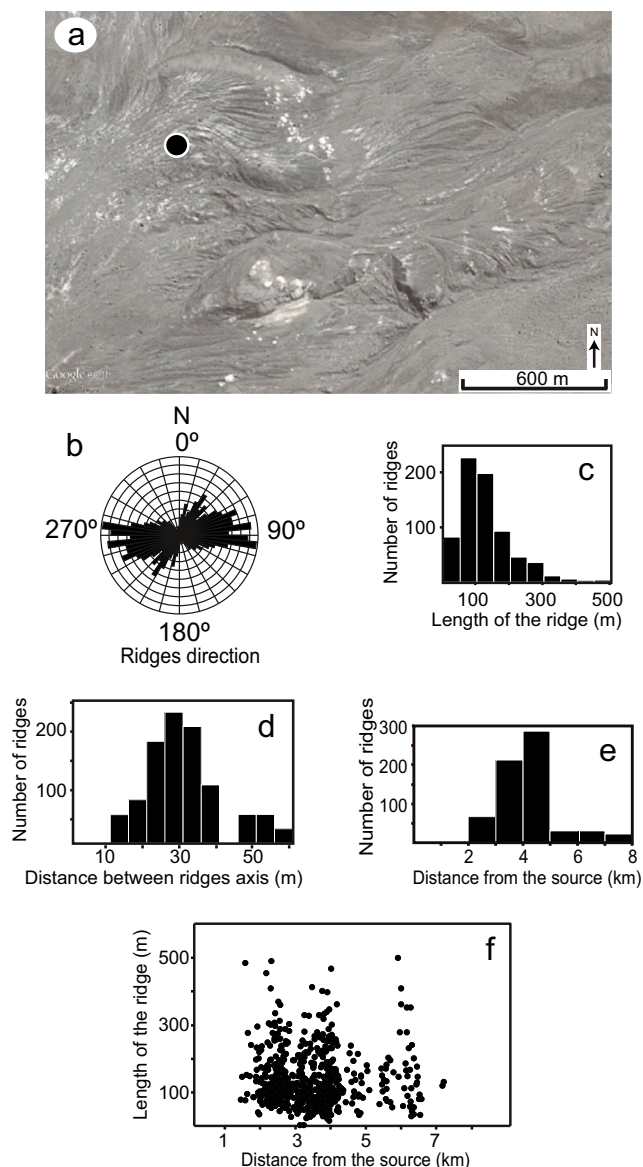 a
N
600 m
Google earth
b
N
0º
270º
90º
180º
Ridges direction
c
Number of ridges
200
100
100
300
500
Length of the ridge (m)
d
Number of ridges
200
100
10
30
50
Distance between ridges axis (m)
e
Number of ridges
300
200
100
2
4
6
8
Distance from the source (km)
f
Length of the ridge (m)
500
300
100
1
3
5
7
Distance from the source (km)